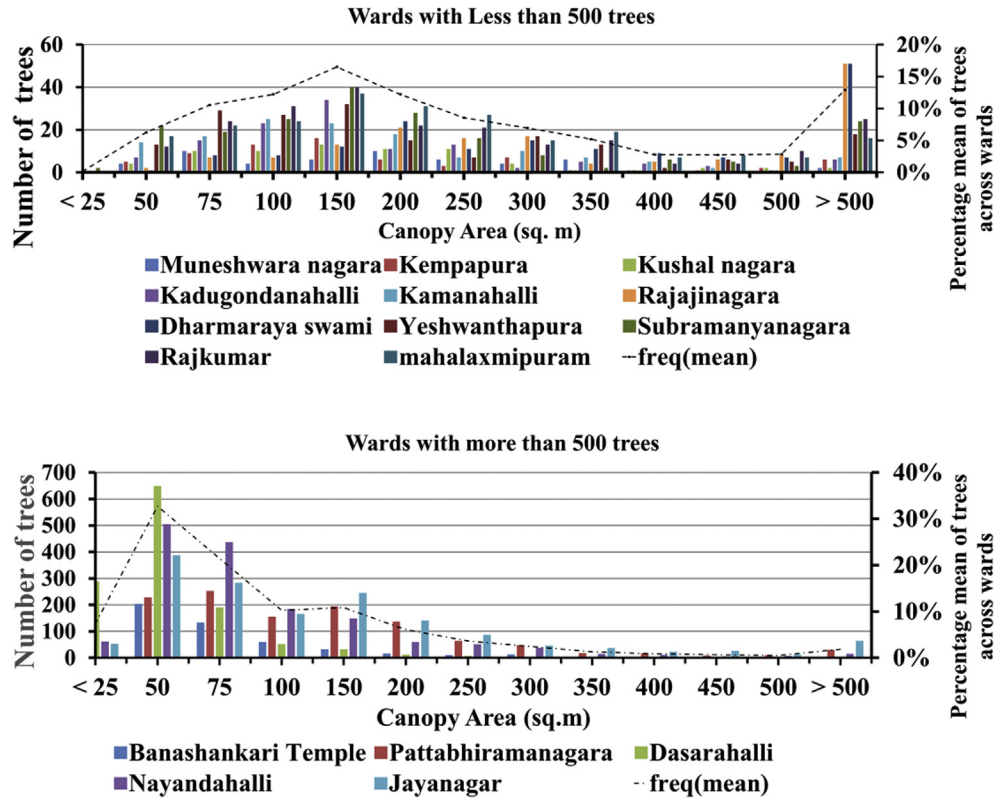 Wards with Less than 500 trees
60
40
20
0
Number of trees
20%
15%
10%
5%
0%
Percentage mean of trees
across wards
< 25 50 75 100 150 200 250 300 350 400 450 500 > 500
Canopy Area (sq. m)
Muneshwara nagara Kempapura Kushal nagara
Kadugondanahalli Kamanahalli Rajajinagara
Dharmaraya swami Yeshwanthapura Subramanyanagara
Rajkumar mahalaxmipuram freq(mean)
Wards with more than 500 trees
700
600
500
400
300
200
100
0
Number of trees
40%
30%
20%
10%
0%
Percentage mean of trees
across wards
< 25 50 75 100 150 200 250 300 350 400 450 500 > 500
Canopy Area (sq.m)
Banashankari Temple Pattabhiramanagara Dasarahalli
Nayandahalli Jayanagar freq(mean)